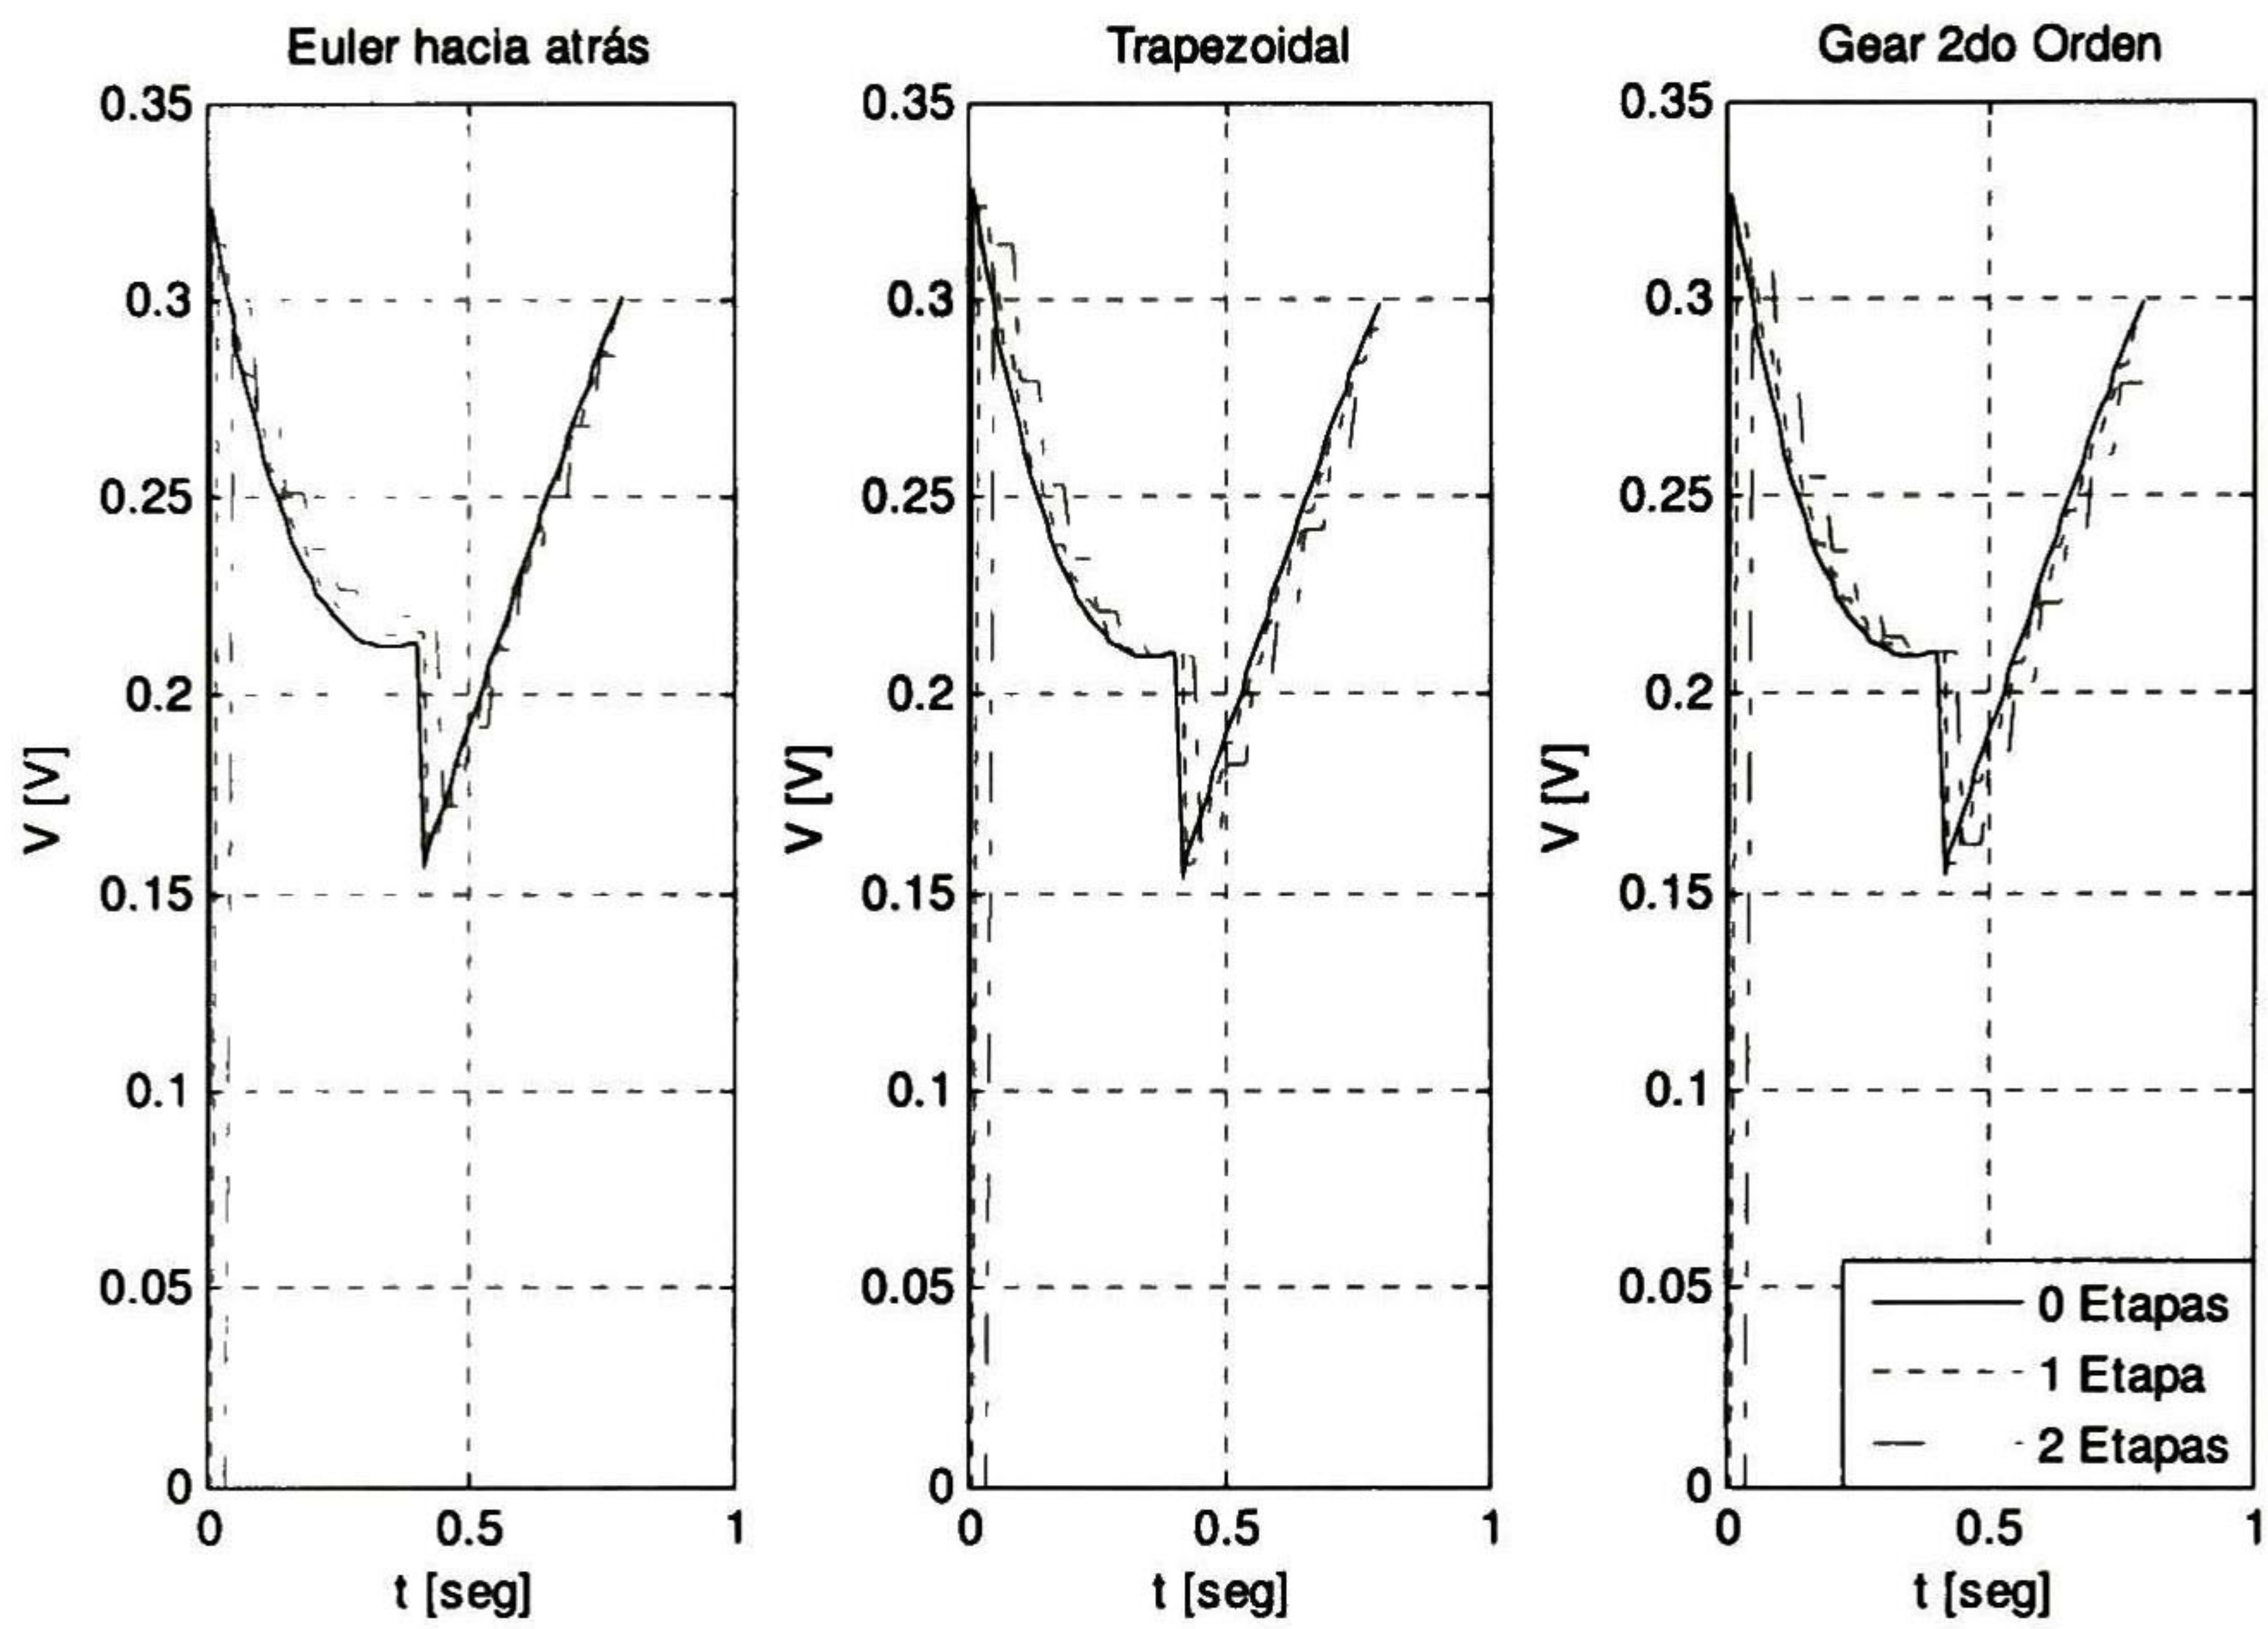 Euler hacia atrás
0.35
0.3
0.25
0.2
0.15
0.1
0.05
0
0 0.5 1
V [V]
t [seg]
Trapezoidal
0.35
0.3
0.25
0.2
0.15
0.1
0.05
0
0 0.5 1
V [V]
t [seg]
Gear 2do Orden
0.35
0.3
0.25
0.2
0.15
0.1
0.05
0
0 0.5 1
V [V]
t [seg]
0 Etapas
1 Etapa
2 Etapas